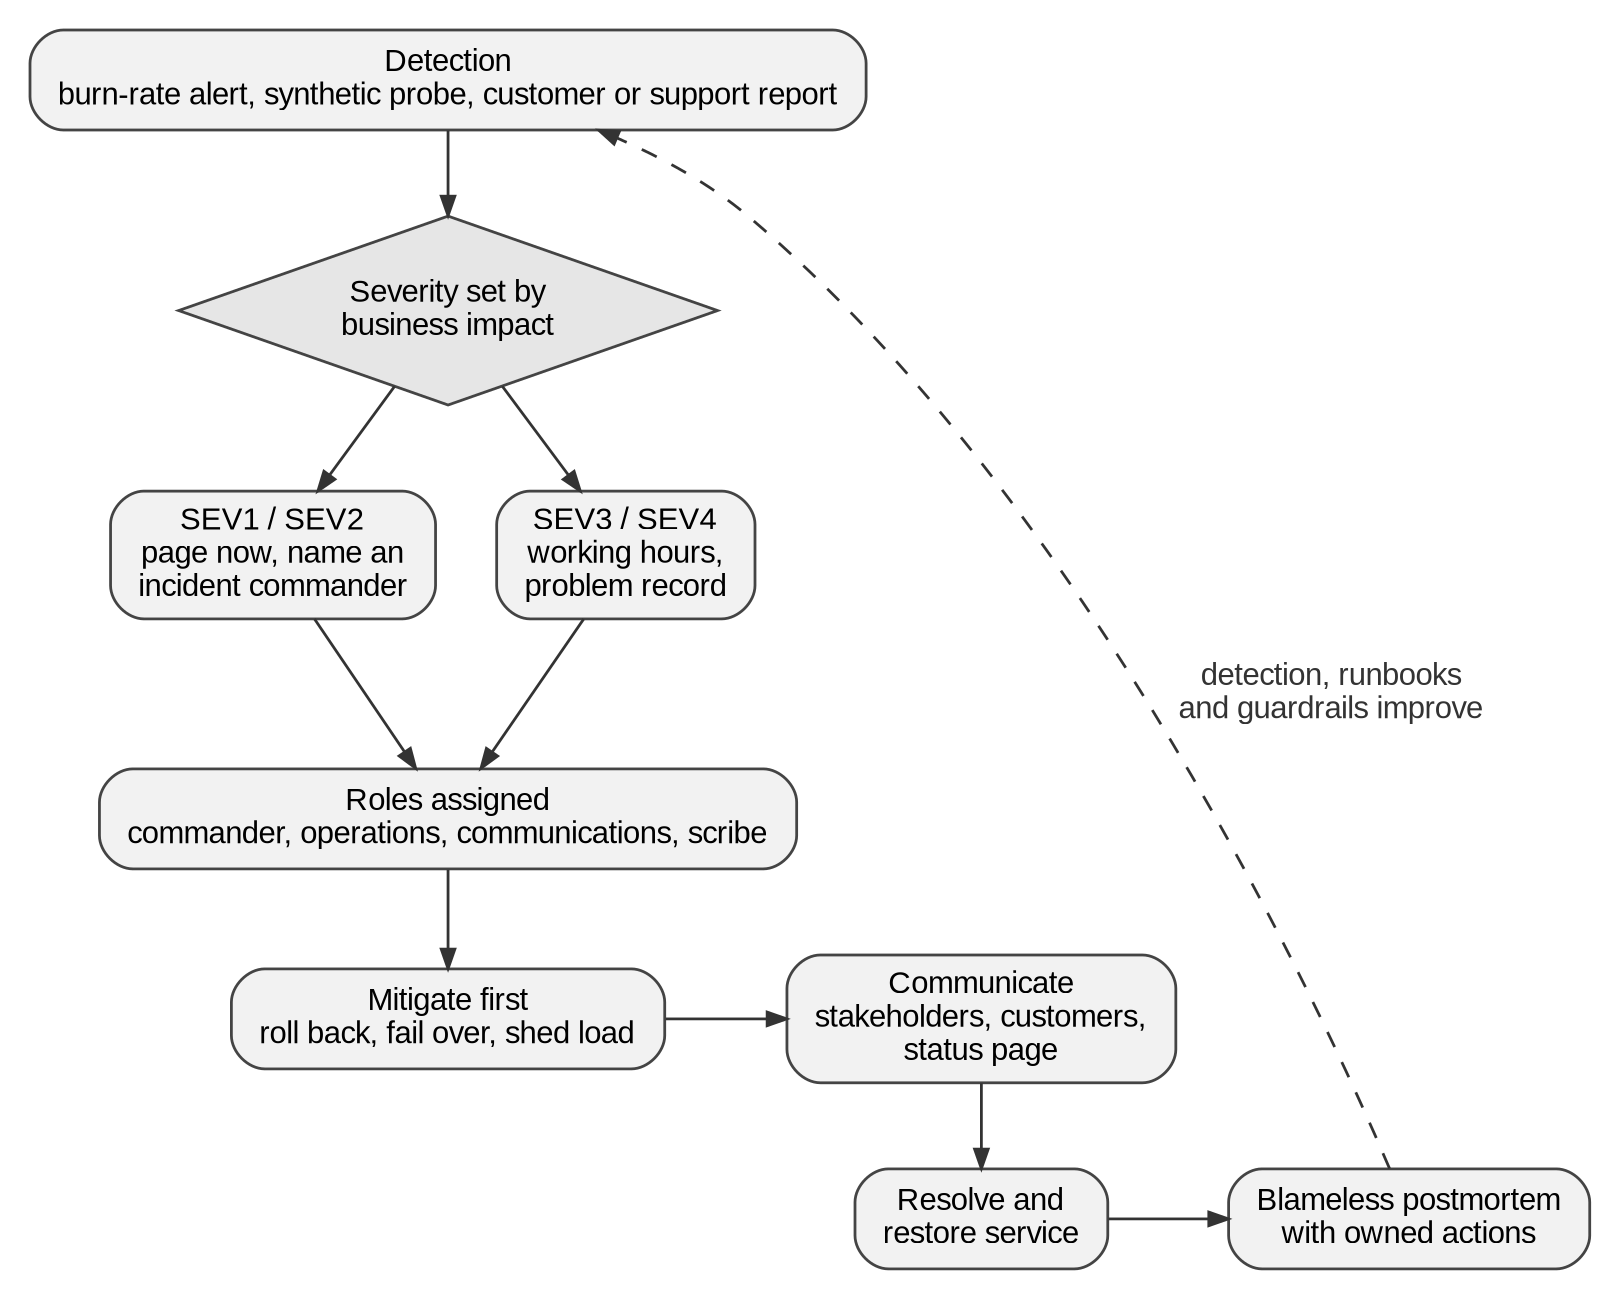 Detection
burn-rate alert, synthetic probe, customer or support report
Severity set by
business impact
SEV1 / SEV2
page now, name an
incident commander
SEV3 / SEV4
working hours,
problem record
detection, runbooks
and guardrails improve
Roles assigned
commander, operations, communications, scribe
Mitigate first
roll back, fail over, shed load
Communicate
stakeholders, customers,
status page
Resolve and
restore service
Blameless postmortem
with owned actions